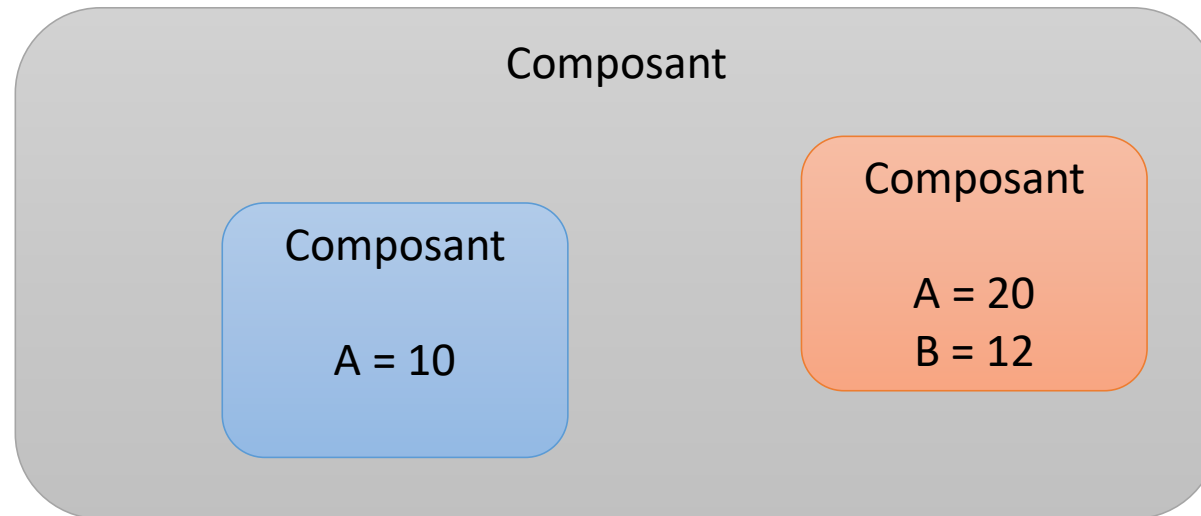 Composant
Composant
A = 10
Composant
A = 20
B = 12